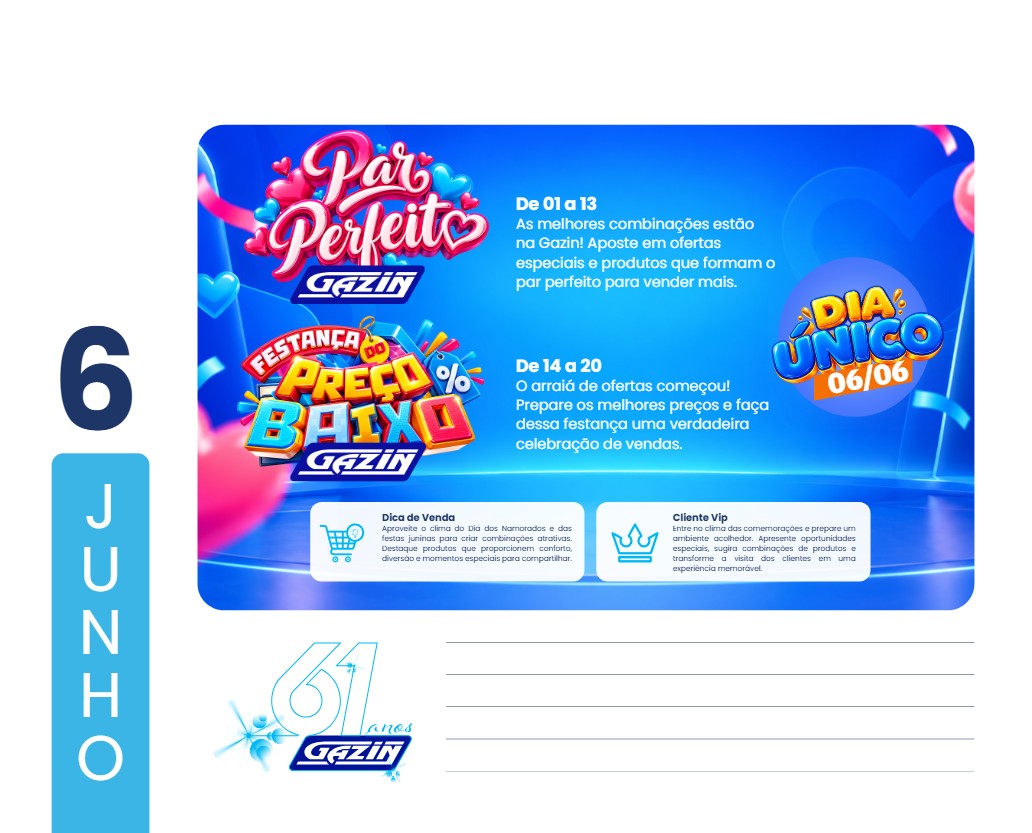 6
JUNHO
Par
Perfeito
GAZIN
De 01 a 13
As melhores combinações estão
na Gazin! Aposte em ofertas
especiais e produtos que formam o
par perfeito para vender mais.
DIA
ÚNICO
06/06
FESTANÇA
DO
PREÇO
%
BAIXO
GAZIN
De 14 a 20
O arraiá de ofertas começou!
Prepare os melhores preços e faça
dessa festança uma verdadeira
celebração de vendas.
Dica de Venda
Aproveite o clima do Dia dos Namorados e das
festas juninas para criar combinações atrativas.
Destaque produtos que proporcionem conforto,
diversão e momentos especiais para compartilhar.
Cliente Vip
Entre no clima das comemorações e prepare um
ambiente acolhedor. Apresente oportunidades
especiais, sugira combinações de produtos e
transforme a visita dos clientes em uma
experiência memorável.
61
anos
GAZIN